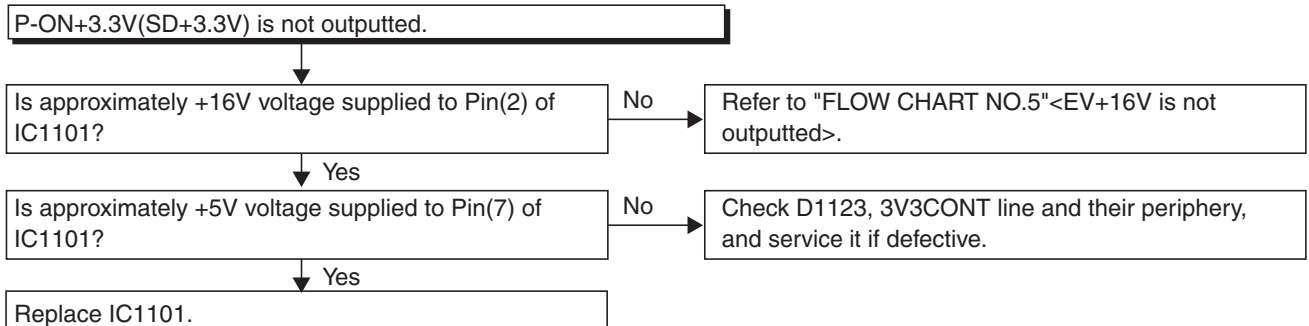 P-ON+3.3V(SD+3.3V) is not outputted.
Is approximately +16V voltage supplied to Pin(2) of
IC1101?
No
Refer to "FLOW CHART NO.5"<EV+16V is not
outputted>.
Yes
Is approximately +5V voltage supplied to Pin(7) of
IC1101?
No
Check D1123, 3V3CONT line and their periphery,
and service it if defective.
Yes
Replace IC1101.